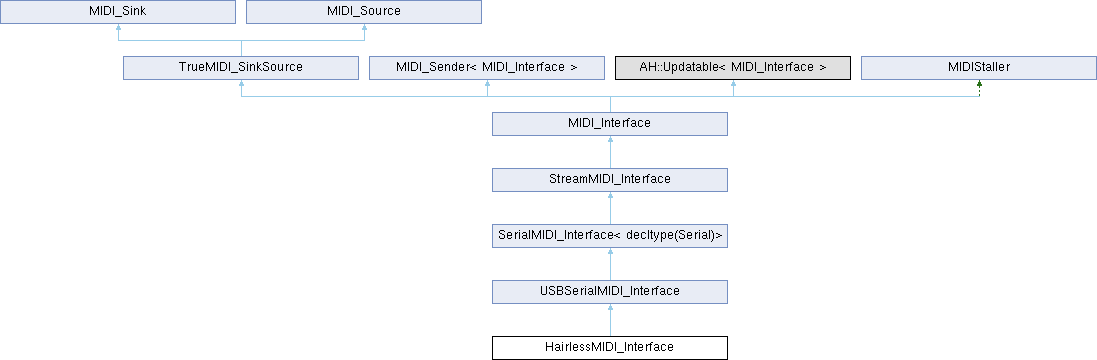 MIDI_Sink
MIDI_Source
TrueMIDI_SinkSource
MIDI_Sender< MIDI_Interface >
AH::Updatable< MIDI_Interface >
MIDIStaller
MIDI_Interface
StreamMIDI_Interface
SerialMIDI_Interface< decltype(Serial)>
USBSerialMIDI_Interface
HairlessMIDI_Interface